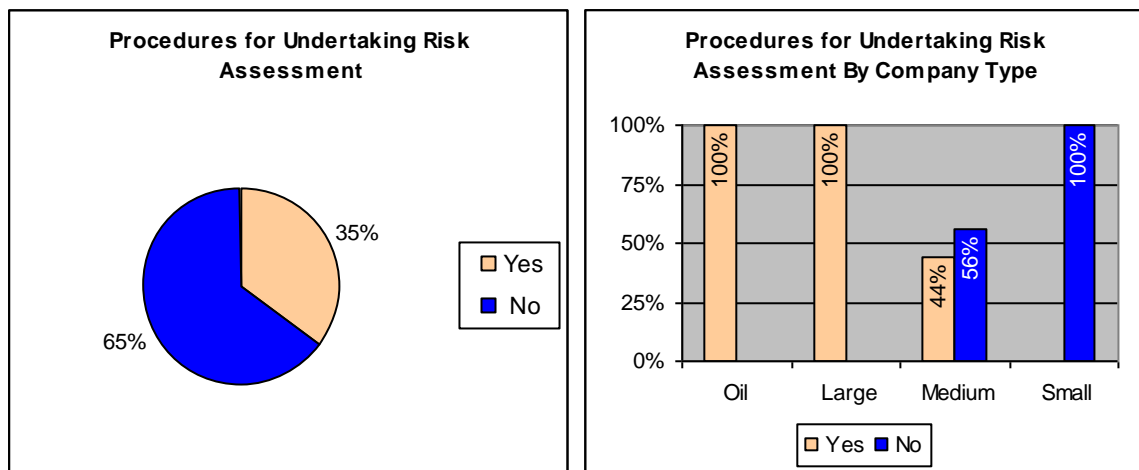 Procedures for Undertaking Risk
Assessment
35%
65%
Yes
No
Procedures for Undertaking Risk
Assessment By Company Type
100%
75%
50%
25%
0%
100%
100%
44%
56%
100%
Oil
Large
Medium
Small
Yes
No